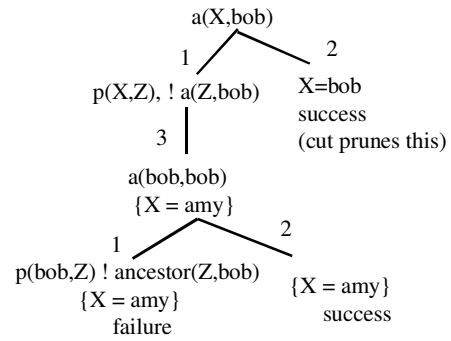 a(X,bob)
1
2
p(X,Z), ! a(Z,bob)
X=bob
success
(cut prunes this)
3
a(bob,bob)
{X = amy}
1
2
p(bob,Z) ! ancestor(Z,bob)
{X = amy}
failure
{X = amy}
success